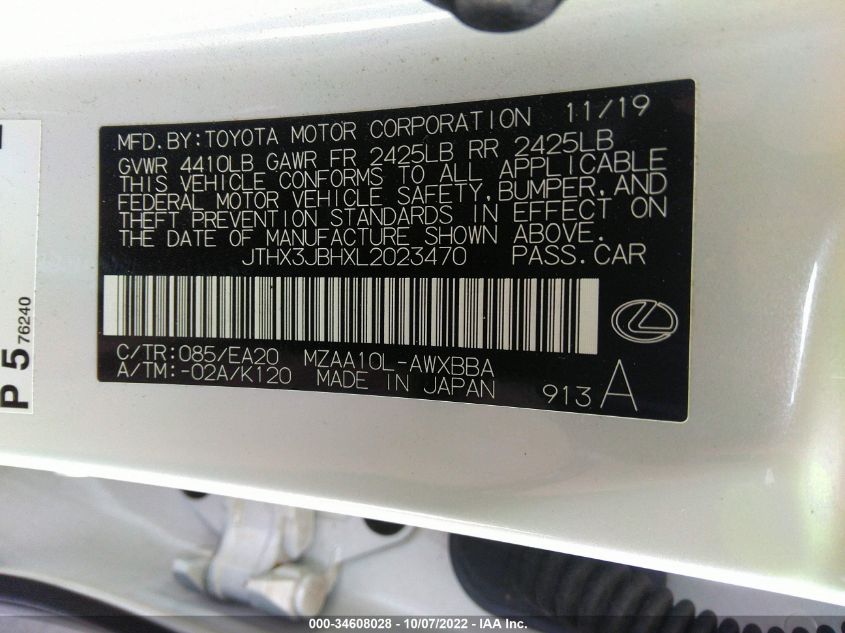 MFD.BY:TOYOTA MOTOR CORPORATION 11/19
GVWR 4410LB GAWR FR 2425LB RR 2425LB
THIS VEHICLE CONFORMS TO ALL APPLICABLE
FEDERAL MOTOR VEHICLE SAFETY, BUMPER, AND
THEFT PREVENTION STANDARDS IN EFFECT ON
THE DATE OF MANUFACTURE SHOWN ABOVE.
JTHX3JBHXL2023470 PASS.CAR
C/TR:085/EA20 MZAA10L-AWXBBA
A/TM:-02A/K120 MADE IN JAPAN
913 A
P 5 76240
000-34608028 - 10/07/2022 - IAA Inc.